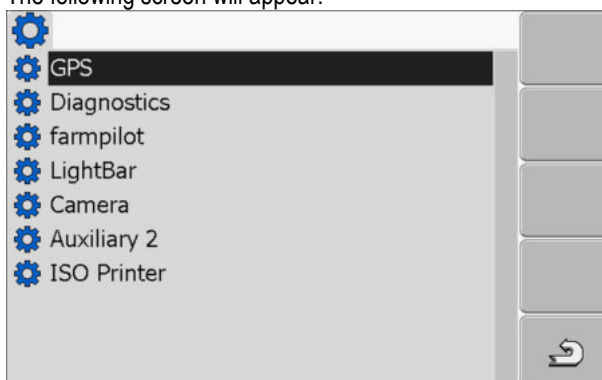 The following screen will appear:
GPS
Diagnostics
farmpilot
LightBar
Camera
Auxiliary 2
ISO Printer